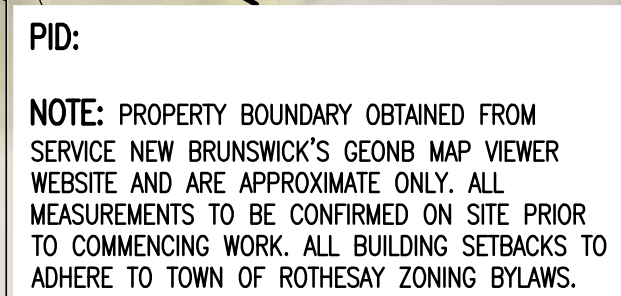 PID:
NOTE: PROPERTY BOUNDARY OBTAINED FROM
SERVICE NEW BRUNSWICK'S GEONB MAP VIEWER
WEBSITE AND ARE APPROXIMATE ONLY. ALL
MEASUREMENTS TO BE CONFIRMED ON SITE PRIOR
TO COMMENCING WORK. ALL BUILDING SETBACKS TO
ADHERE TO TOWN OF ROTHESAY ZONING BYLAWS.